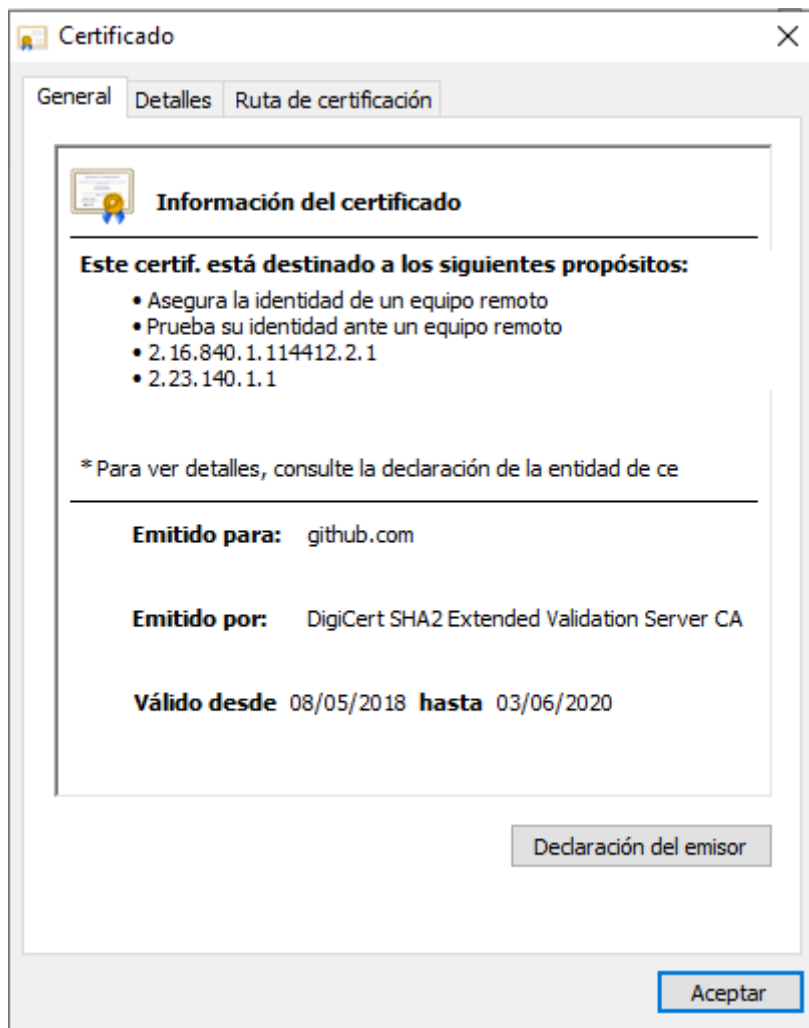 Certificado
General Detalles Ruta de certificación
Información del certificado
Este certif. está destinado a los siguientes propósitos:
• Asegura la identidad de un equipo remoto
• Prueba su identidad ante un equipo remoto
• 2.16.840.1.114412.2.1
• 2.23.140.1.1
* Para ver detalles, consulte la declaración de la entidad de ce
Emitido para: github.com
Emitido por: DigiCert SHA2 Extended Validation Server CA
Válido desde 08/05/2018 hasta 03/06/2020
Declaración del emisor
Aceptar